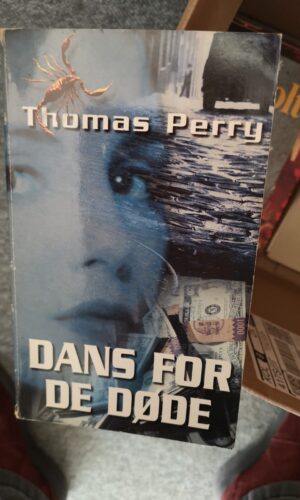 Thomas Perry
DANS FOR
DE DØDE